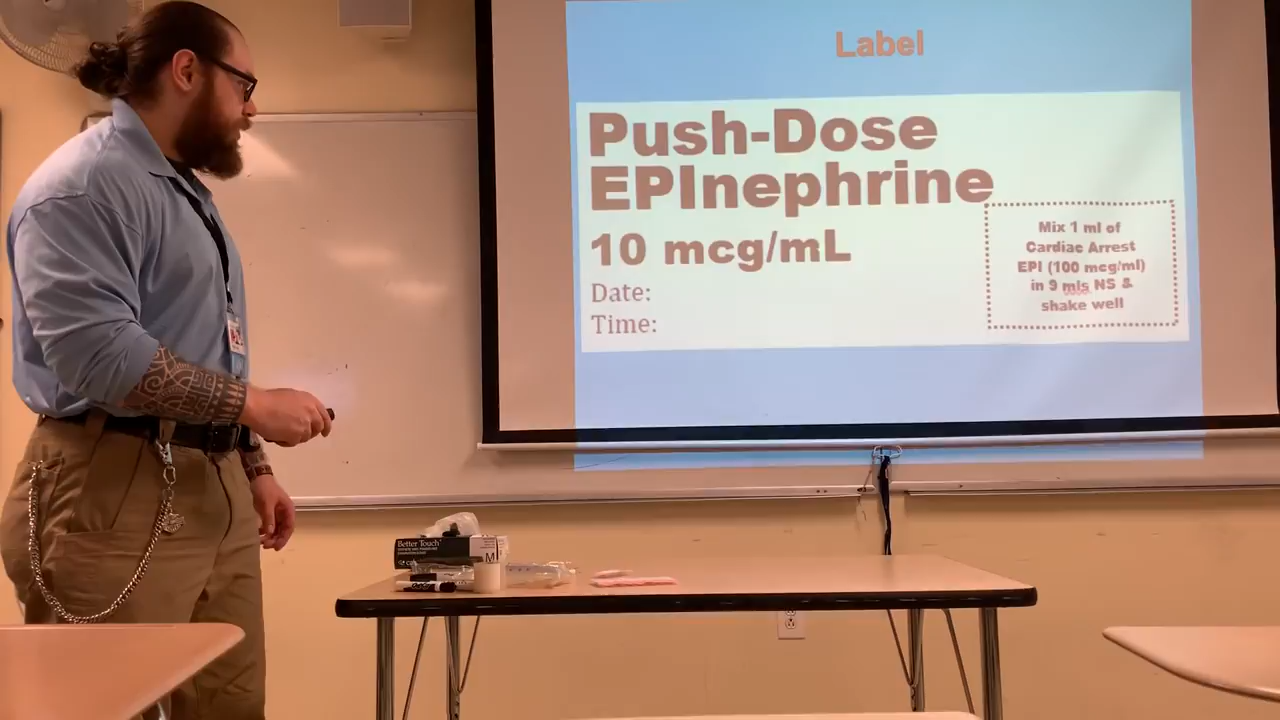 Label
Push-Dose
EPInephrine
10 mcg/mL
Date:
Time:
Mix 1 ml of
Cardiac Arrest
EPI (100 mcg/ml)
in 9 mls NS &
shake well
Better Touch
M